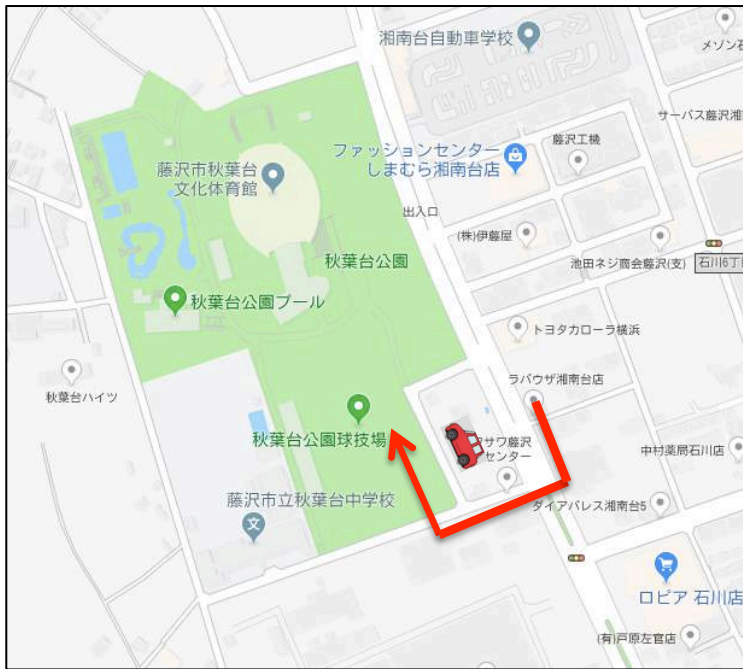 湘南台自動車学校
メゾン石
サーパス藤沢湘
藤沢工機
ファッションセンター
しまむら湘南台店
藤沢市秋葉台
文化体育館
出入口
(株)伊藤屋
池田ネジ商会藤沢(支)
石川6丁目
秋葉台公園
秋葉台公園プール
トヨタカローラ横浜
ラパウザ湘南台店
秋葉台ハイツ
秋葉台公園球技場
サワ藤沢
センター
中村薬局石川店
藤沢市立秋葉台中学校
文
ダイアパレス湘南台5
ロピア 石川店
(有)戸原左官店